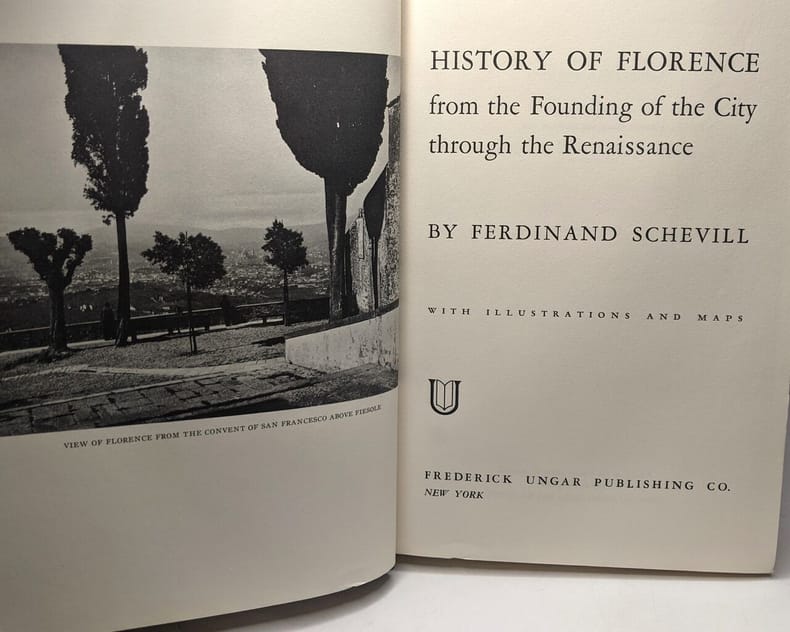 VIEW OF FLORENCE FROM THE CONVENT OF SAN FRANCESCO ABOVE FIESOLE
HISTORY OF FLORENCE
from the Founding of the City
through the Renaissance
BY FERDINAND SCHEVILL
WITH ILLUSTRATIONS AND MAPS
U
FREDERICK UNGAR PUBLISHING CO.
NEW YORK